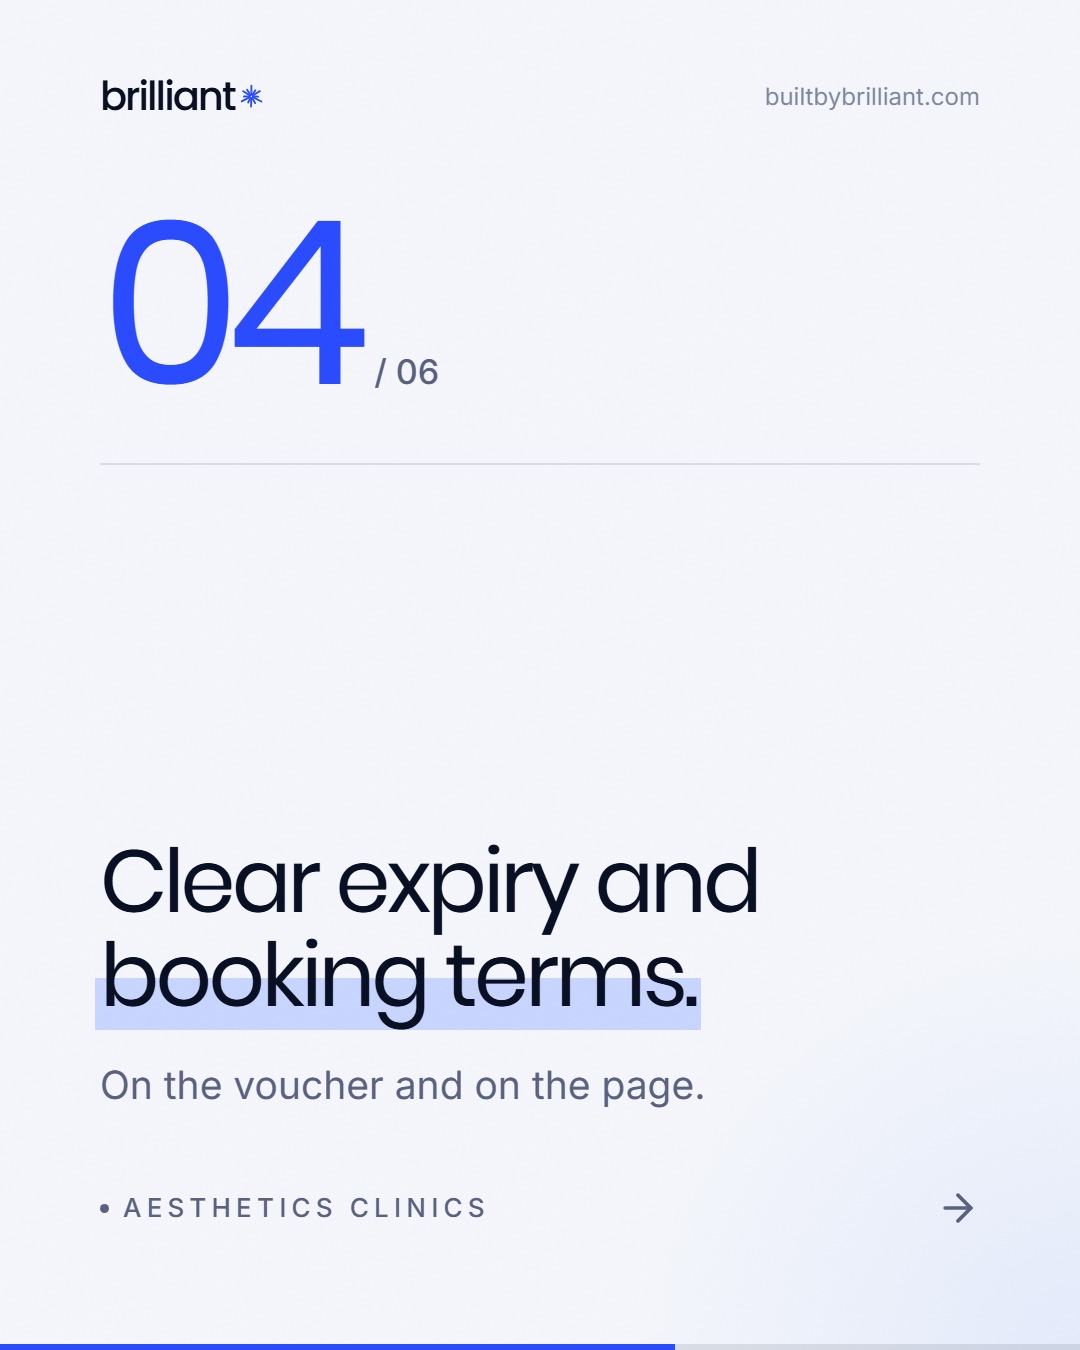 brilliant
builtbybrilliant.com
04 / 06
Clear expiry and
booking terms.
On the voucher and on the page.
• AESTHETICS CLINICS